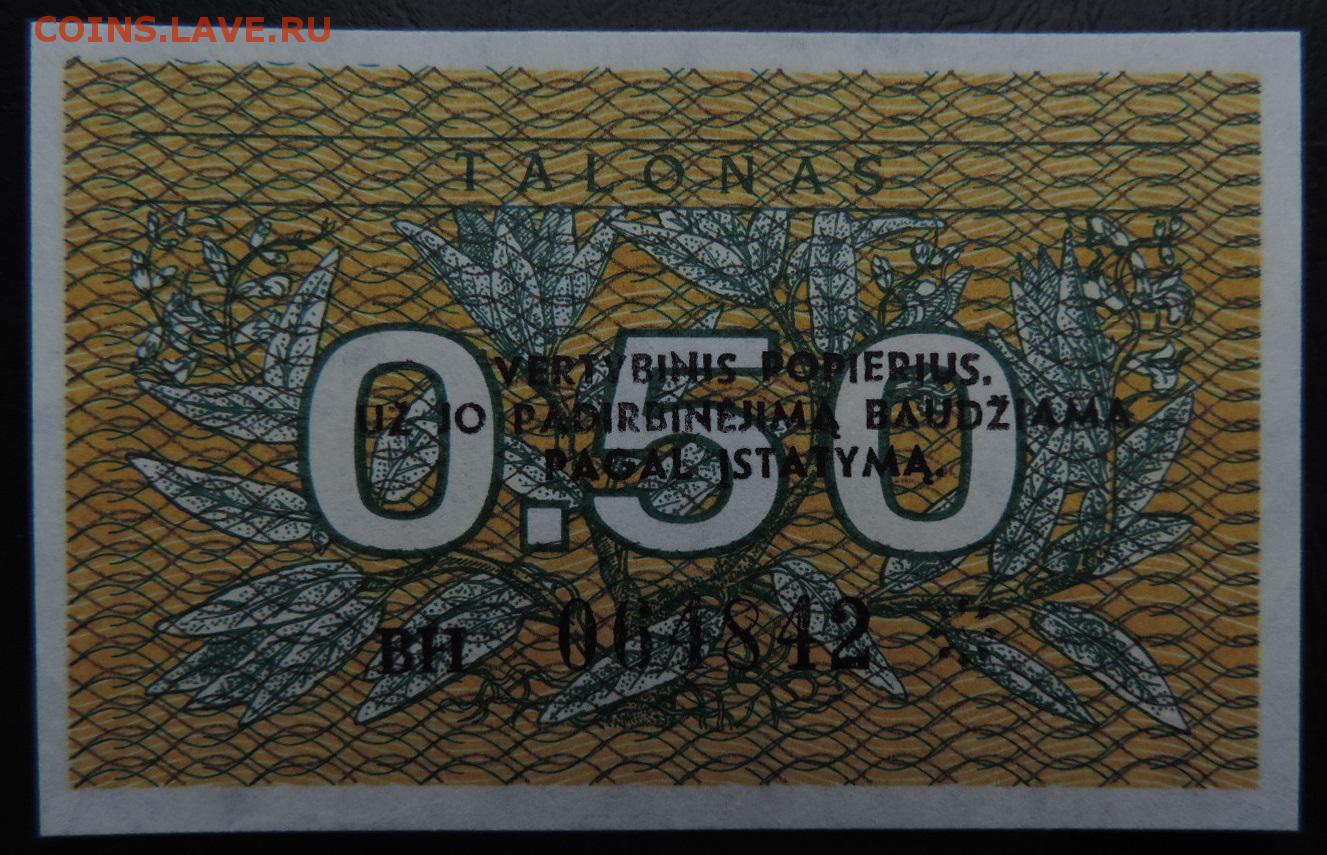 COINS.LAVE.RU
TALONAS
0.50
VERTYBINIS POPIERIUS.
UŽ JO PADIRBINĖJIMĄ BAUDŽIAMA
PAGAL ĮSTATYMĄ.
BH 064842